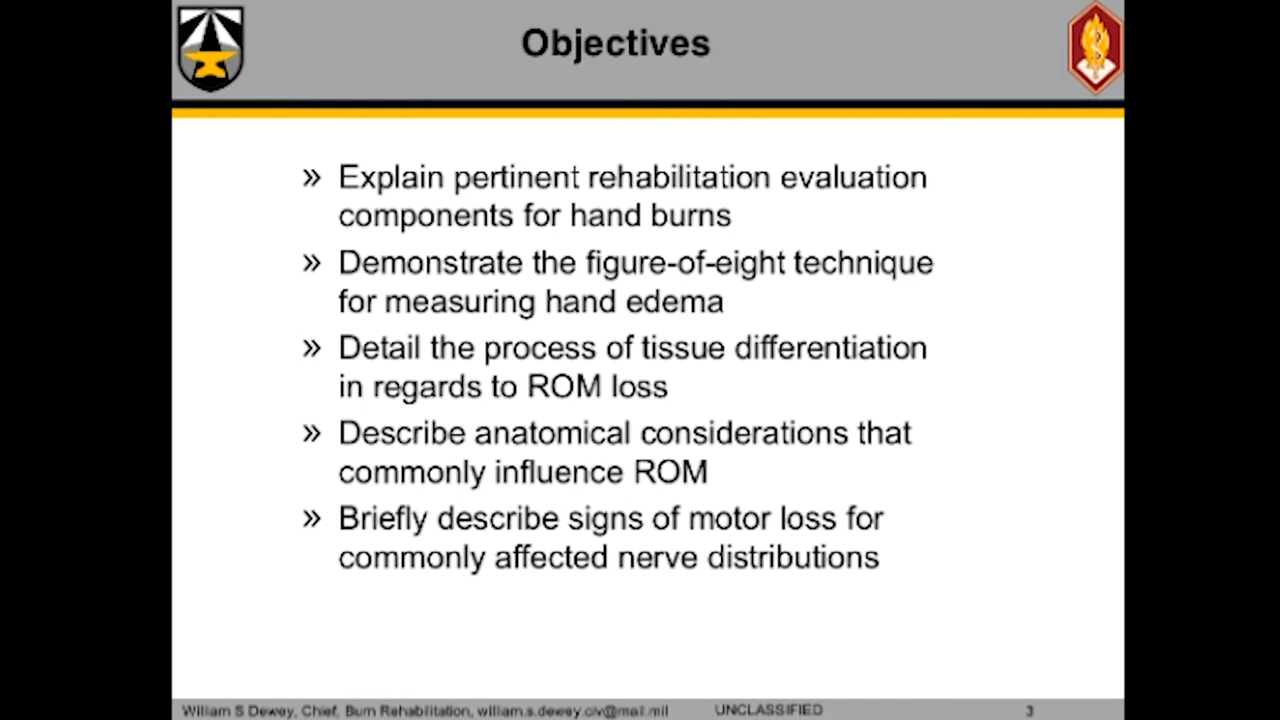 Objectives
» Explain pertinent rehabilitation evaluation
components for hand burns
» Demonstrate the figure-of-eight technique
for measuring hand edema
» Detail the process of tissue differentiation
in regards to ROM loss
» Describe anatomical considerations that
commonly influence ROM
» Briefly describe signs of motor loss for
commonly affected nerve distributions
William S Dewey, Chief, Burn Rehabilitation, william.s.dewey.civ@mail.mil UNCLASSIFIED 3